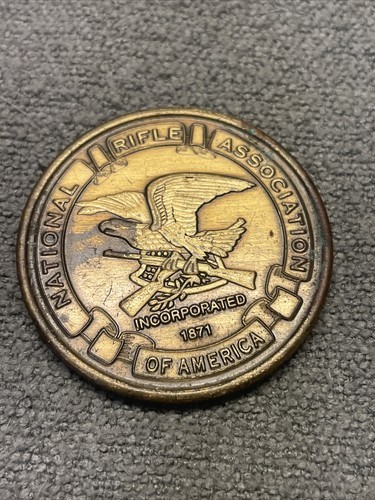 NATIONAL RIFLE ASSOCIATION
INCORPORATED
1871
OF AMERICA